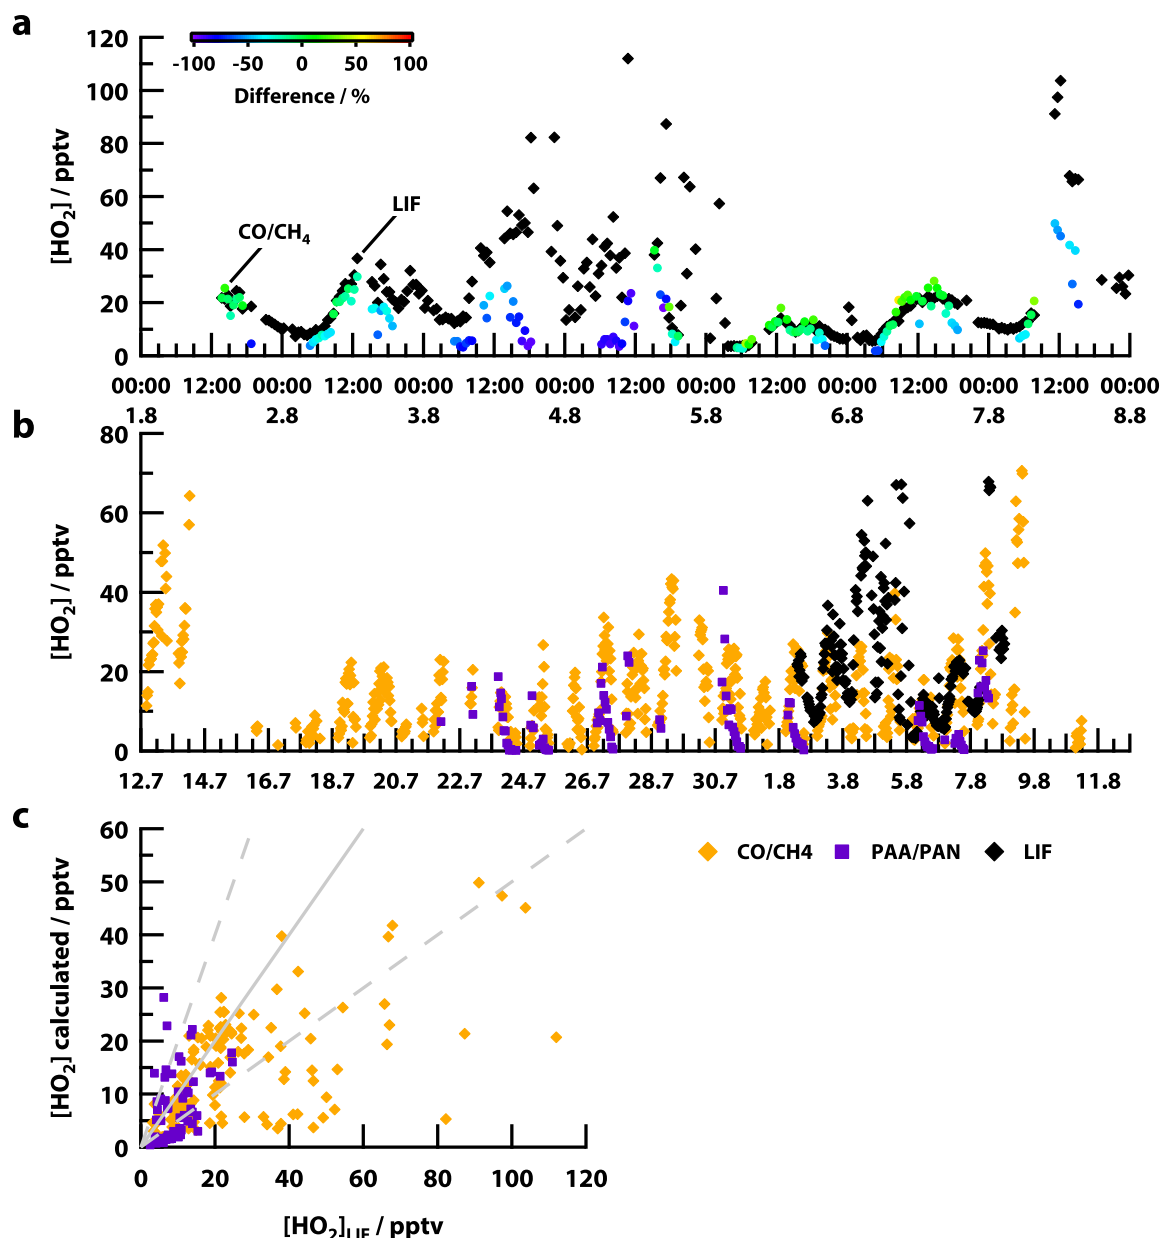 a
120
100
80
60
40
20
0
[HO2] / pptv
-100 -50 0 50 100
Difference / %
CO/CH4
LIF
00:00 12:00 00:00 12:00 00:00 12:00 00:00 12:00 00:00 12:00 00:00 12:00 00:00 12:00 00:00
1.8 2.8 3.8 4.8 5.8 6.8 7.8 8.8
b
80
60
40
20
0
[HO2] / pptv
12.7 14.7 16.7 18.7 20.7 22.7 24.7 26.7 28.7 30.7 1.8 3.8 5.8 7.8 9.8 11.8
c
60
50
40
30
20
10
0
[HO2] calculated / pptv
CO/CH4 PAA/PAN LIF
0 20 40 60 80 100 120
[HO2]LIF / pptv